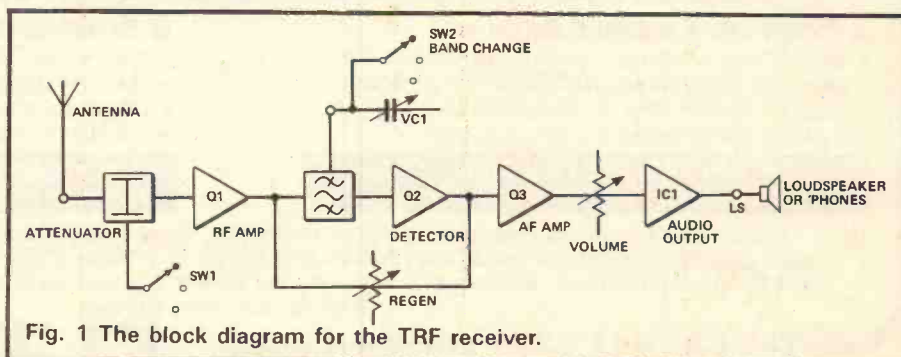 SW2
BAND CHANGE
ANTENNA
VC1
Q1
Q2
Q3
IC1
LS
LOUDSPEAKER
OR 'PHONES
ATTENUATOR
RF AMP
DETECTOR
AF AMP
VOLUME
AUDIO
OUTPUT
SW1
REGEN
Fig. 1 The block diagram for the TRF receiver.